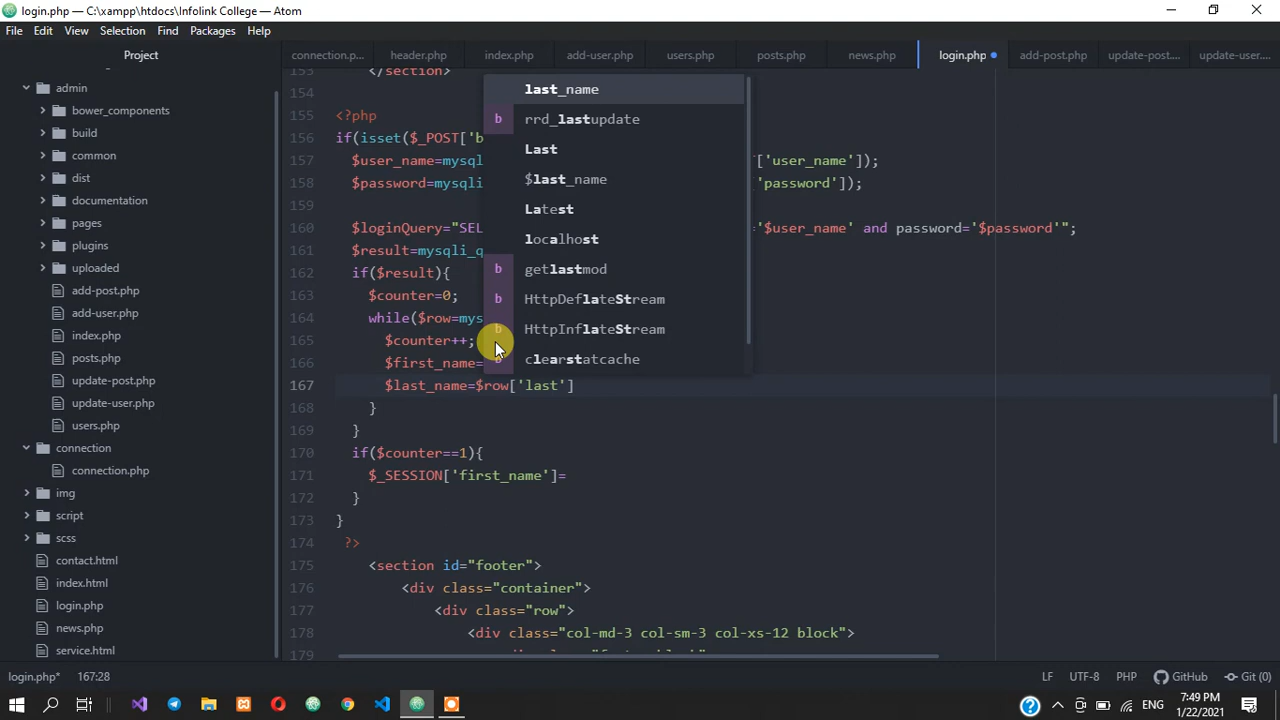 login.php — C:\xampp\htdocs\Infolink College — Atom
File Edit View Selection Find Packages Help
Project
connection.p... header.php index.php add-user.php users.php posts.php news.php login.php add-post.php update-post.... update-user....
admin
bower_components
build
common
dist
documentation
pages
plugins
uploaded
add-post.php
add-user.php
index.php
posts.php
update-post.php
update-user.php
users.php
connection
connection.php
img
script
scss
contact.html
index.html
login.php
news.php
service.html
153 </section>
154
155 <?php
156 if(isset($_POST['b
157 $user_name=mysqli ['user_name']);
158 $password=mysqli 'password']);
159
160 $loginQuery="SEL ='$user_name' and password='$password'";
161 $result=mysqli_q
162 if($result){
163 $counter=0;
164 while($row=mys
165 $counter++;
166 $first_name=
167 $last_name=$row['last']
168 }
169 }
170 if($counter==1){
171 $_SESSION['first_name']=
172 }
173 }
174 ?>
175 <section id="footer">
176 <div class="container">
177 <div class="row">
178 <div class="col-md-3 col-sm-3 col-xs-12 block">
179
last_name
b rrd_lastupdate
Last
$last_name
Latest
localhost
b getlastmod
b HttpDeflateStream
b HttpInflateStream
clearstatcache
login.php* 167:28 LF UTF-8 PHP GitHub Git (0)
ENG 7:49 PM
1/22/2021